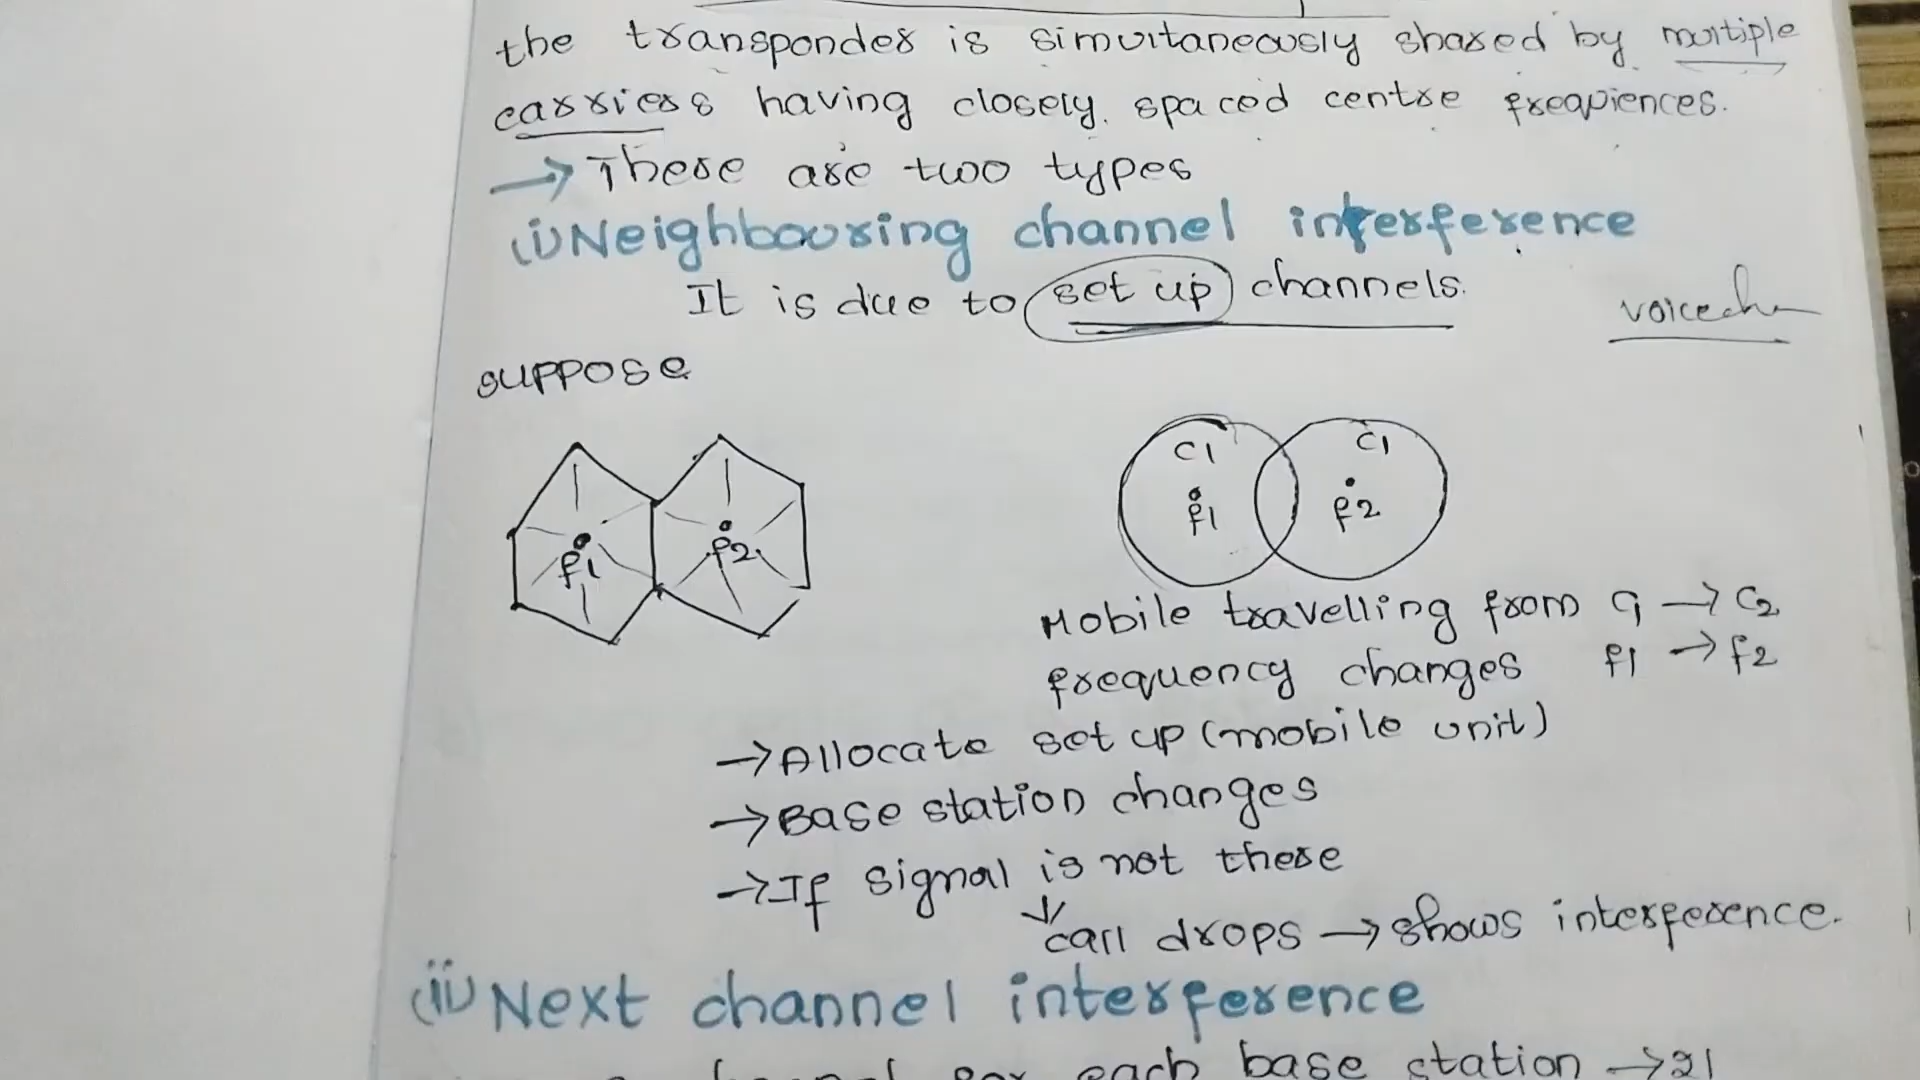 the transponder is simultaneously shared by multiple
carriers having closely spaced centre freqiences.
→ There are two types
(i) Neighbouring channel interference
It is due to set up channels.
voice
suppose
f1
f2
C1
f1
C1
f2
Mobile travelling from C1 → C2
frequency changes f1 → f2
→ Allocate set up (mobile unit)
→ Base station changes
→ If signal is not there
↓
call drops → shows interference.
(ii) Next channel interference
each base station → 21